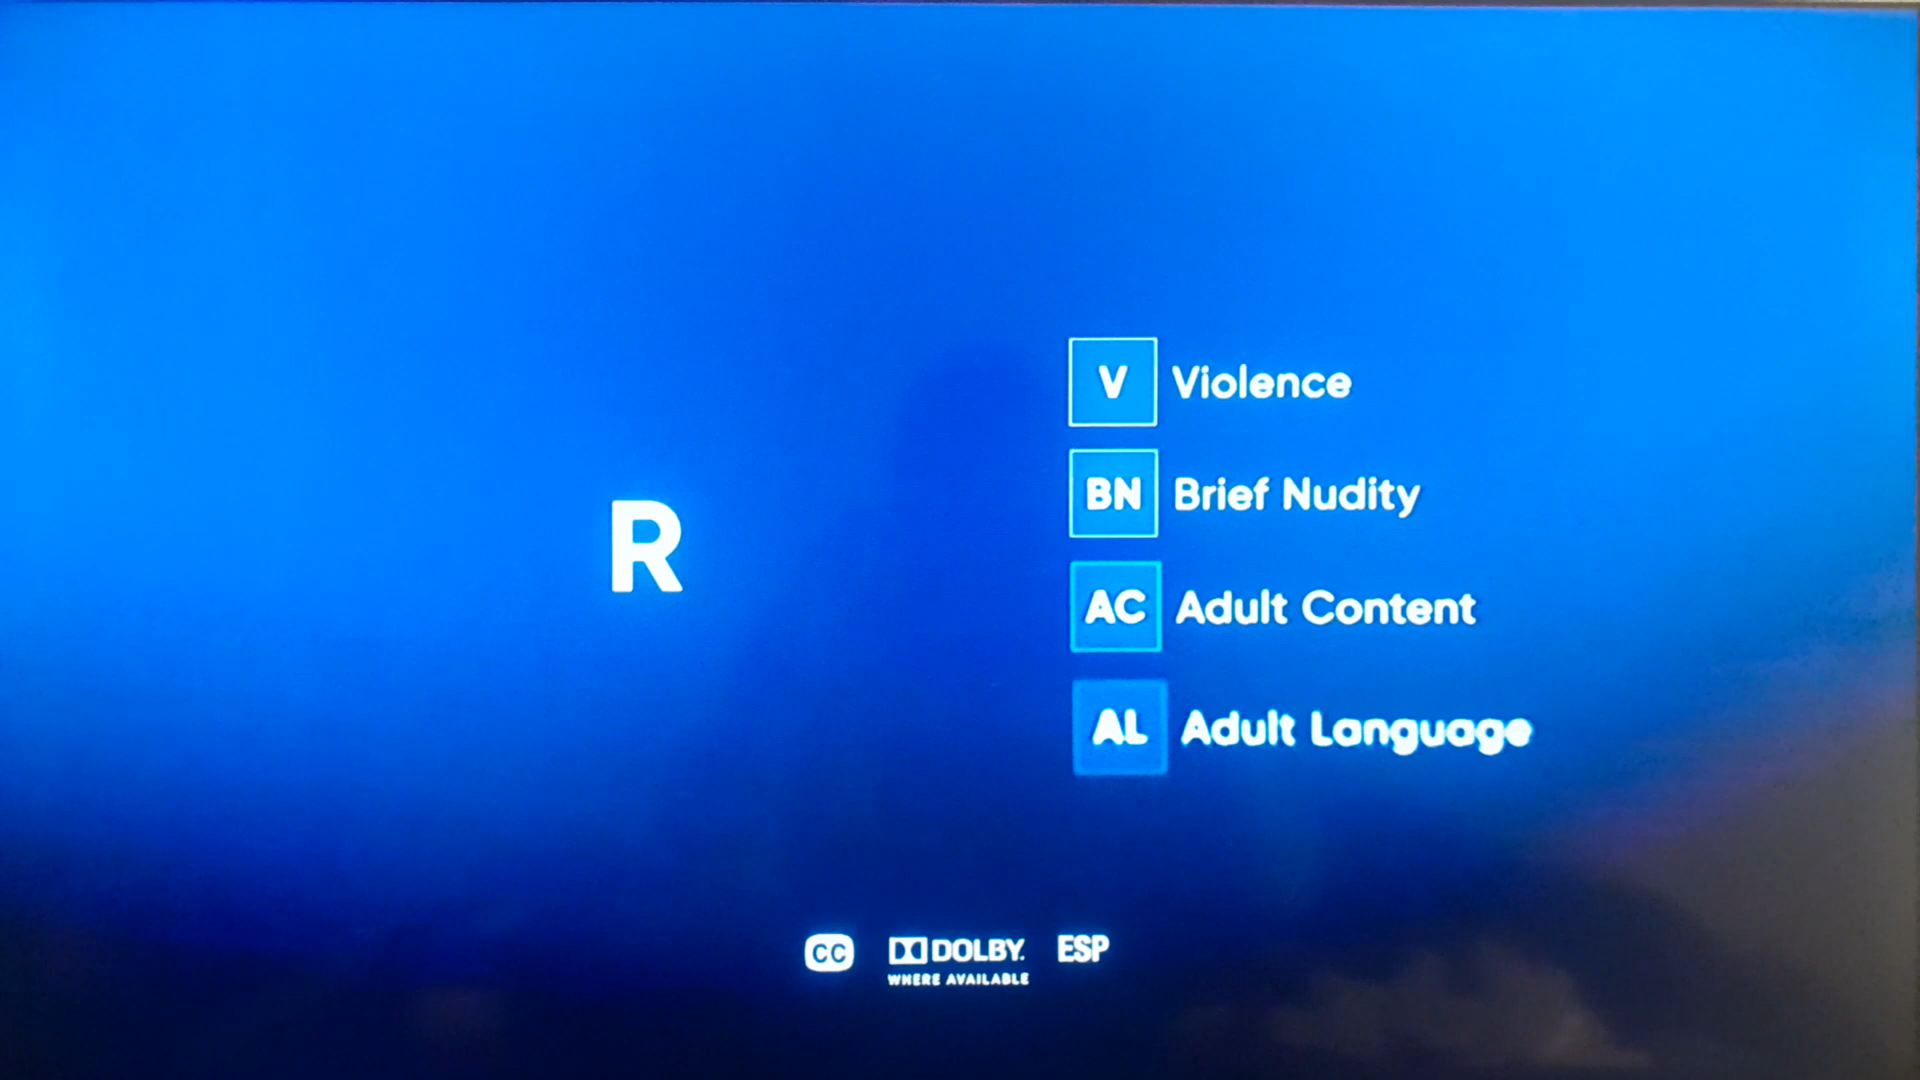 R
V Violence
BN Brief Nudity
AC Adult Content
AL Adult Language
CC DOLBY. ESP
WHERE AVAILABLE